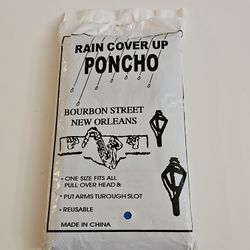 RAIN COVER UP
PONCHO
BOURBON STREET
NEW ORLEANS
• ONE SIZE FITS ALL
PULL OVER HEAD &
• PUT ARMS TUROUGH SLOT
• REUSABLE
MADE IN CHINA